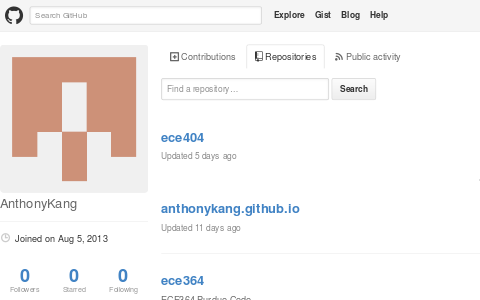 Search GitHub
Explore Gist Blog Help
Contributions Repositories Public activity
Find a repository... Search
ece404
Updated 5 days ago
AnthonyKang
anthonykang.github.io
Updated 11 days ago
Joined on Aug 5, 2013
0 0 0
Followers Starred Following
ece364
ECE364 Purdue Code